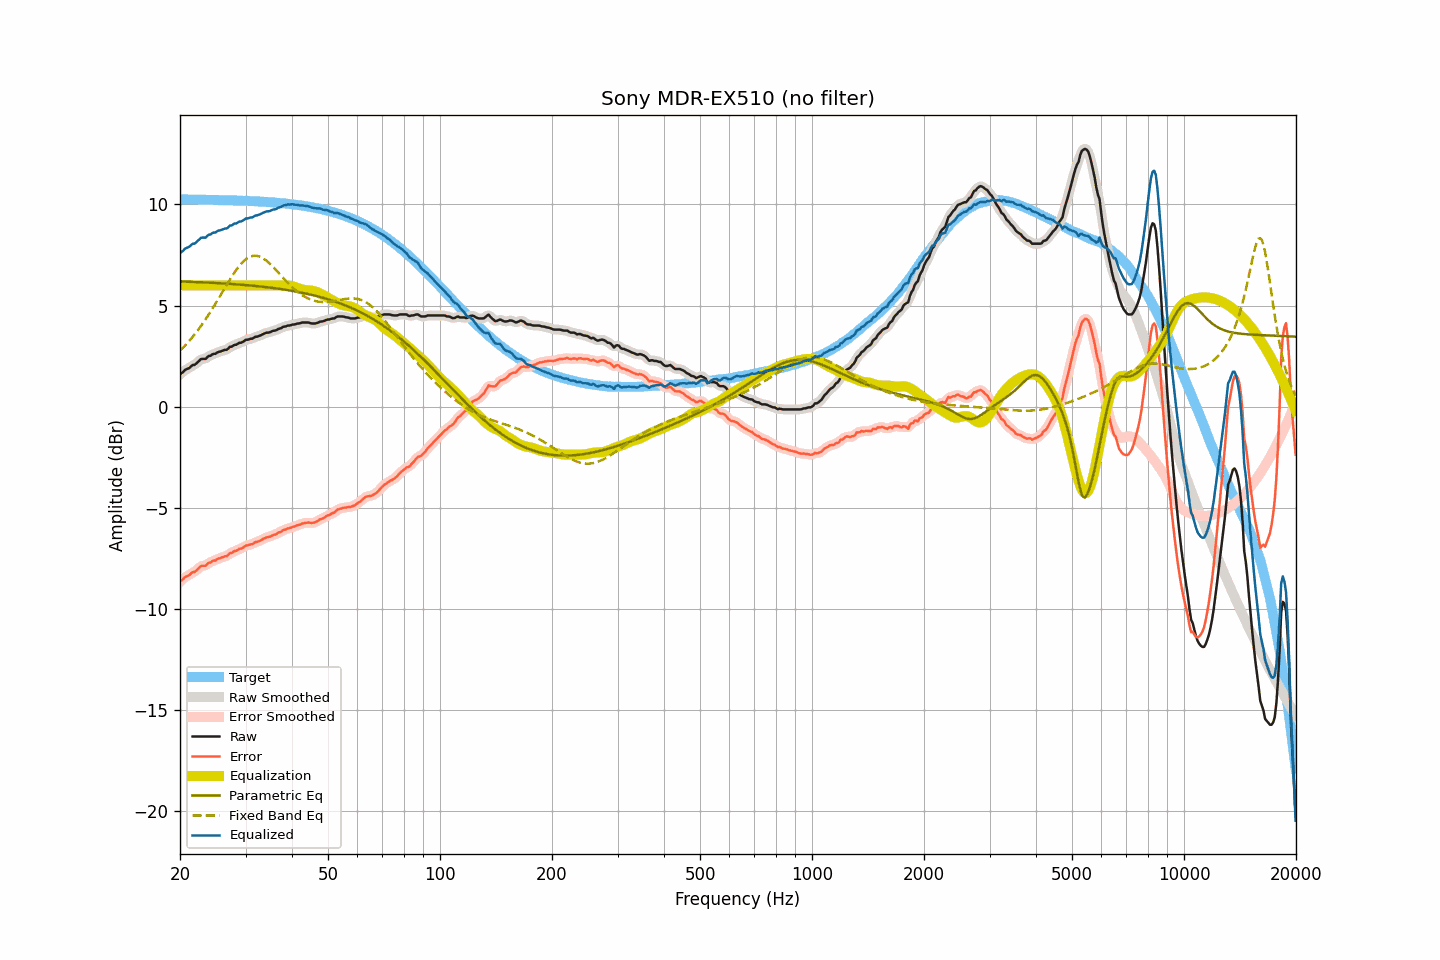 Sony MDR-EX510 (no filter)
Amplitude (dBr)
10
5
0
−5
−10
−15
−20
Target
Raw Smoothed
Error Smoothed
Raw
Error
Equalization
Parametric Eq
Fixed Band Eq
Equalized
20 50 100 200 500 1000 2000 5000 10000 20000
Frequency (Hz)